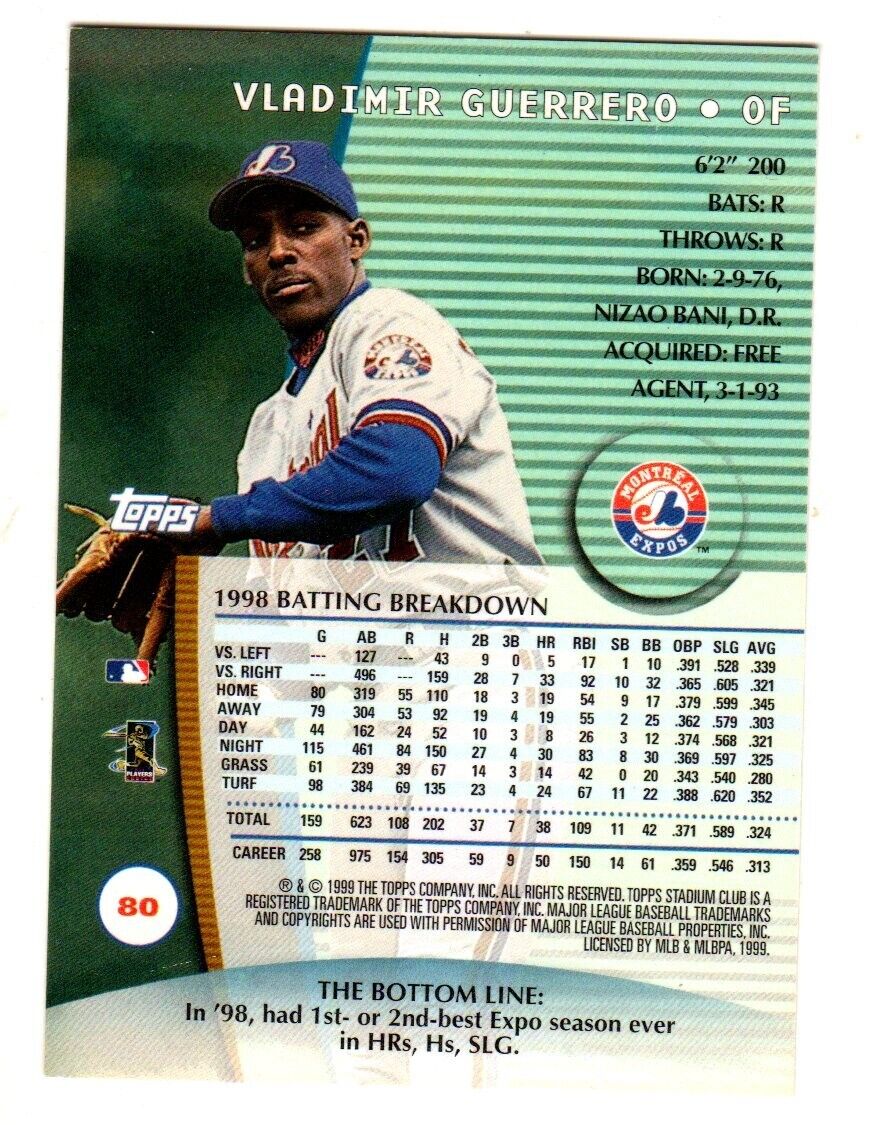 VLADIMIR GUERRERO • OF
6'2" 200
BATS: R
THROWS: R
BORN: 2-9-76,
NIZAO BANI, D.R.
ACQUIRED: FREE
AGENT, 3-1-93
MONTRÉAL
EXPOS
MONTRÉAL
EXPOS ™
Topps
1998 BATTING BREAKDOWN
G AB R H 2B 3B HR RBI SB BB OBP SLG AVG
VS. LEFT --- 127 --- 43 9 0 5 17 1 10 .391 .528 .339
VS. RIGHT --- 496 --- 159 28 7 33 92 10 32 .365 .605 .321
HOME 80 319 55 110 18 3 19 54 9 17 .379 .599 .345
AWAY 79 304 53 92 19 4 19 55 2 25 .362 .579 .303
DAY 44 162 24 52 10 3 8 26 3 12 .374 .568 .321
NIGHT 115 461 84 150 27 4 30 83 8 30 .369 .597 .325
GRASS 61 239 39 67 14 3 14 42 0 20 .343 .540 .280
TURF 98 384 69 135 23 4 24 67 11 22 .388 .620 .352
TOTAL 159 623 108 202 37 7 38 109 11 42 .371 .589 .324
CAREER 258 975 154 305 59 9 50 150 14 61 .359 .546 .313
PLAYERS
80
® & © 1999 THE TOPPS COMPANY, INC. ALL RIGHTS RESERVED. TOPPS STADIUM CLUB IS A
REGISTERED TRADEMARK OF THE TOPPS COMPANY, INC. MAJOR LEAGUE BASEBALL TRADEMARKS
AND COPYRIGHTS ARE USED WITH PERMISSION OF MAJOR LEAGUE BASEBALL PROPERTIES, INC.
LICENSED BY MLB & MLBPA, 1999.
THE BOTTOM LINE:
In '98, had 1st- or 2nd-best Expo season ever
in HRs, Hs, SLG.